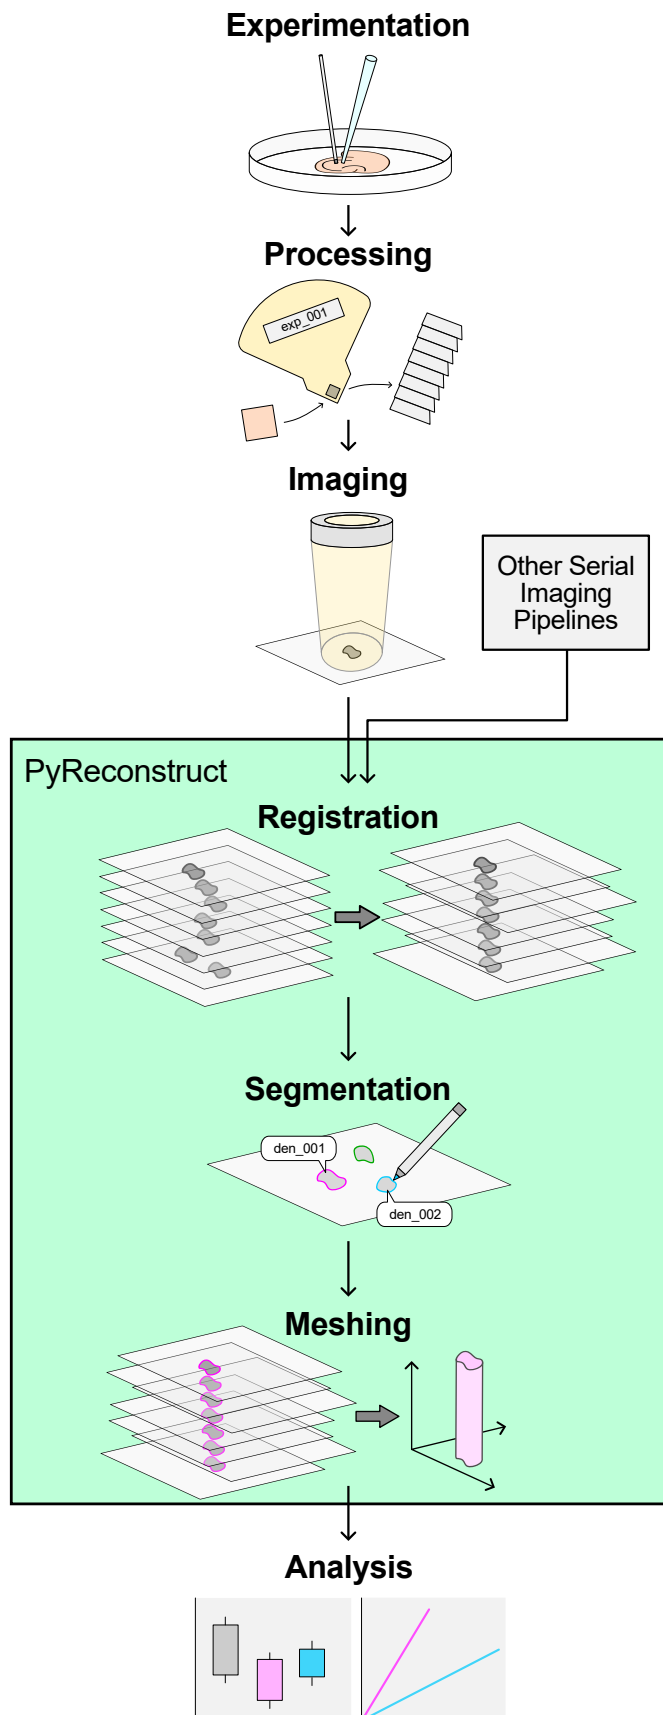 Experimentation
Processing
exp_001
Imaging
Other Serial
Imaging
Pipelines
PyReconstruct
Registration
Segmentation
den_001
den_002
Meshing
Analysis